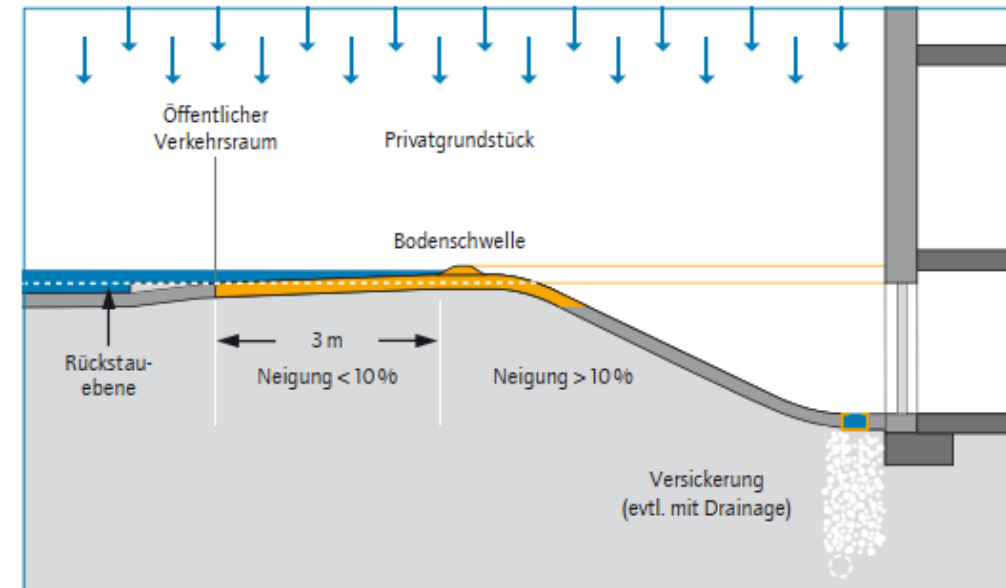 Öffentlicher
Verkehrsraum
Privatgrundstück
Bodenschwelle
Rückstau-
ebene
3 m
Neigung < 10 %
Neigung > 10 %
Versickerung
(evtl. mit Drainage)